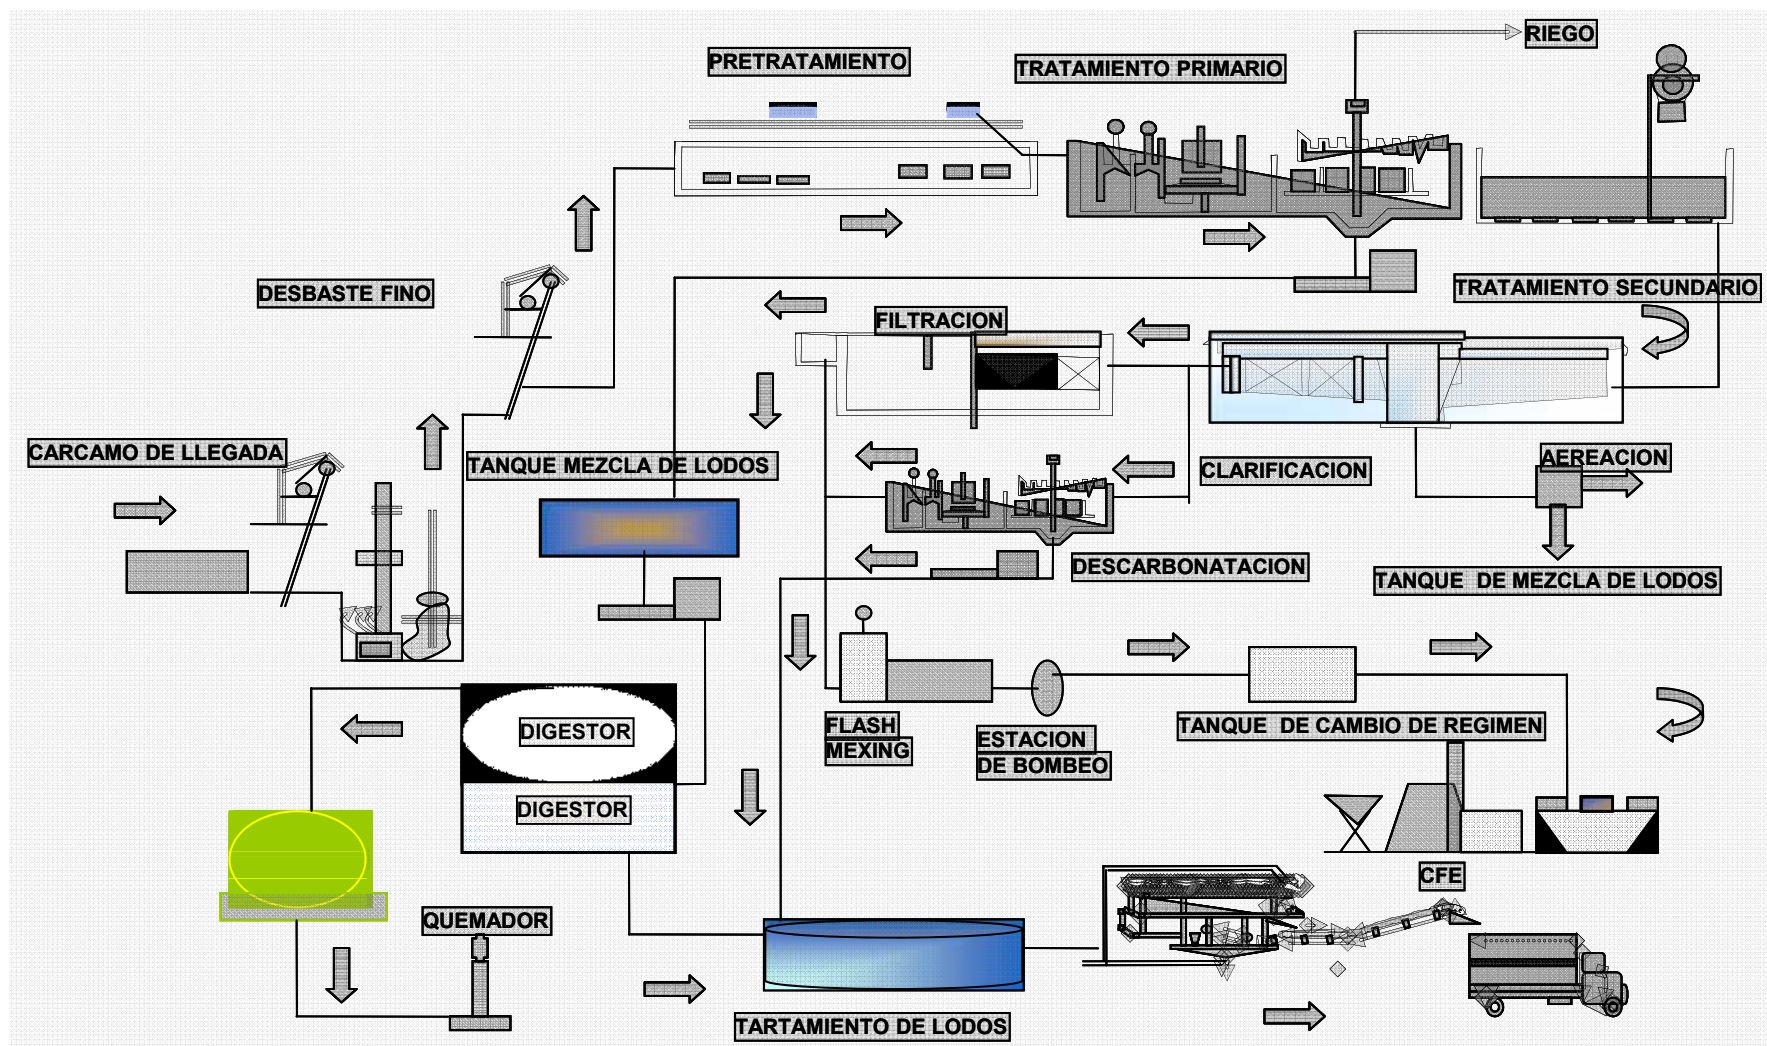 RIEGO
PRETRATAMIENTO
TRATAMIENTO PRIMARIO
DESBASTE FINO
TRATAMIENTO SECUNDARIO
FILTRACION
CARCAMO DE LLEGADA
TANQUE MEZCLA DE LODOS
CLARIFICACION
AEREACION
DESCARBONATACION
TANQUE DE MEZCLA DE LODOS
FLASH
MEXING
ESTACION
DE BOMBEO
TANQUE DE CAMBIO DE REGIMEN
DIGESTOR
DIGESTOR
CFE
QUEMADOR
TARTAMIENTO DE LODOS